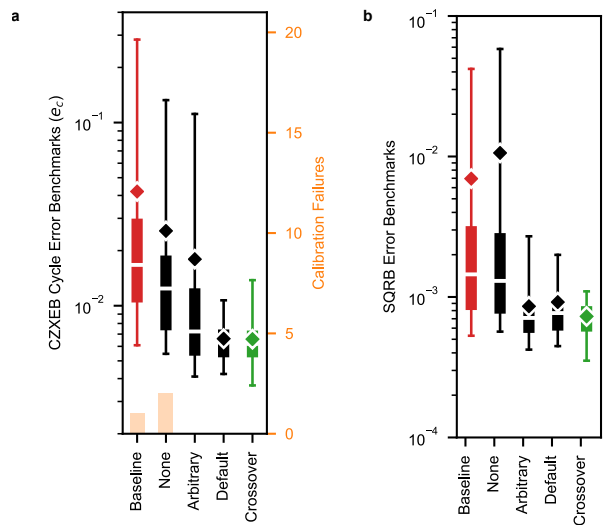 a
CZXEB Cycle Error Benchmarks (e_c)
10⁻¹
10⁻²
20
15
10
5
0
Calibration Failures
Baseline
None
Arbitrary
Default
Crossover
b
SQRB Error Benchmarks
10⁻¹
10⁻²
10⁻³
10⁻⁴
Baseline
None
Arbitrary
Default
Crossover